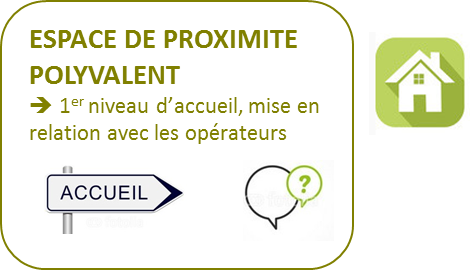 ESPACE DE PROXIMITE
POLYVALENT
➔ 1er niveau d’accueil, mise en
relation avec les opérateurs
ACCUEIL
?